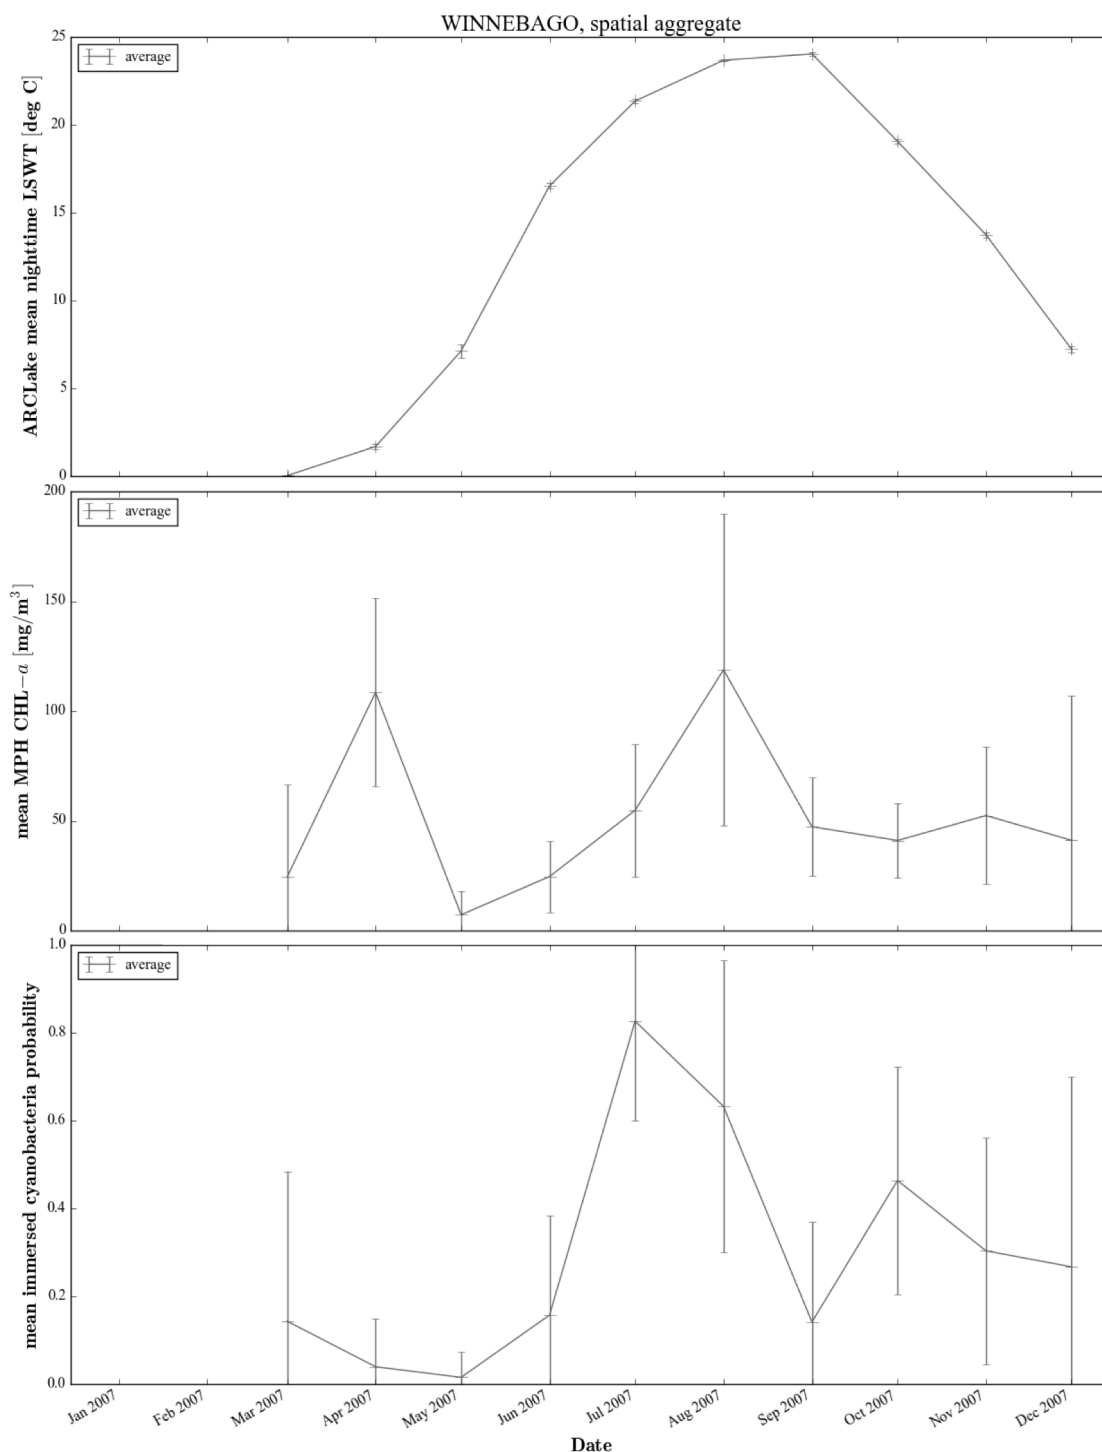 WINNEBAGO, spatial aggregate
average
ARCLake mean nighttime LSWT [deg C]
25
20
15
10
5
0
average
mean MPH CHL−a [mg/m³]
200
150
100
50
0
average
mean immersed cyanobacteria probability
1.0
0.8
0.6
0.4
0.2
0.0
Jan 2007
Feb 2007
Mar 2007
Apr 2007
May 2007
Jun 2007
Jul 2007
Aug 2007
Sep 2007
Oct 2007
Nov 2007
Dec 2007
Date